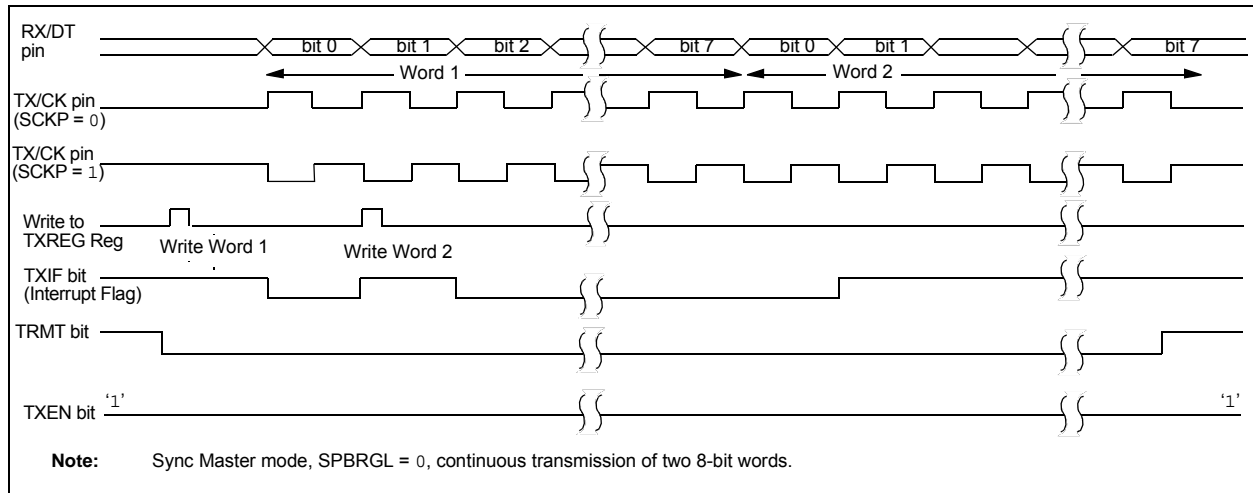 RX/DT
pin
bit 0 bit 1 bit 2 bit 7 bit 0 bit 1 bit 7
Word 1 Word 2
TX/CK pin
(SCKP = 0)
TX/CK pin
(SCKP = 1)
Write to
TXREG Reg
Write Word 1 Write Word 2
TXIF bit
(Interrupt Flag)
TRMT bit
TXEN bit
‘1’ ‘1’
Note: Sync Master mode, SPBRGL = 0, continuous transmission of two 8-bit words.